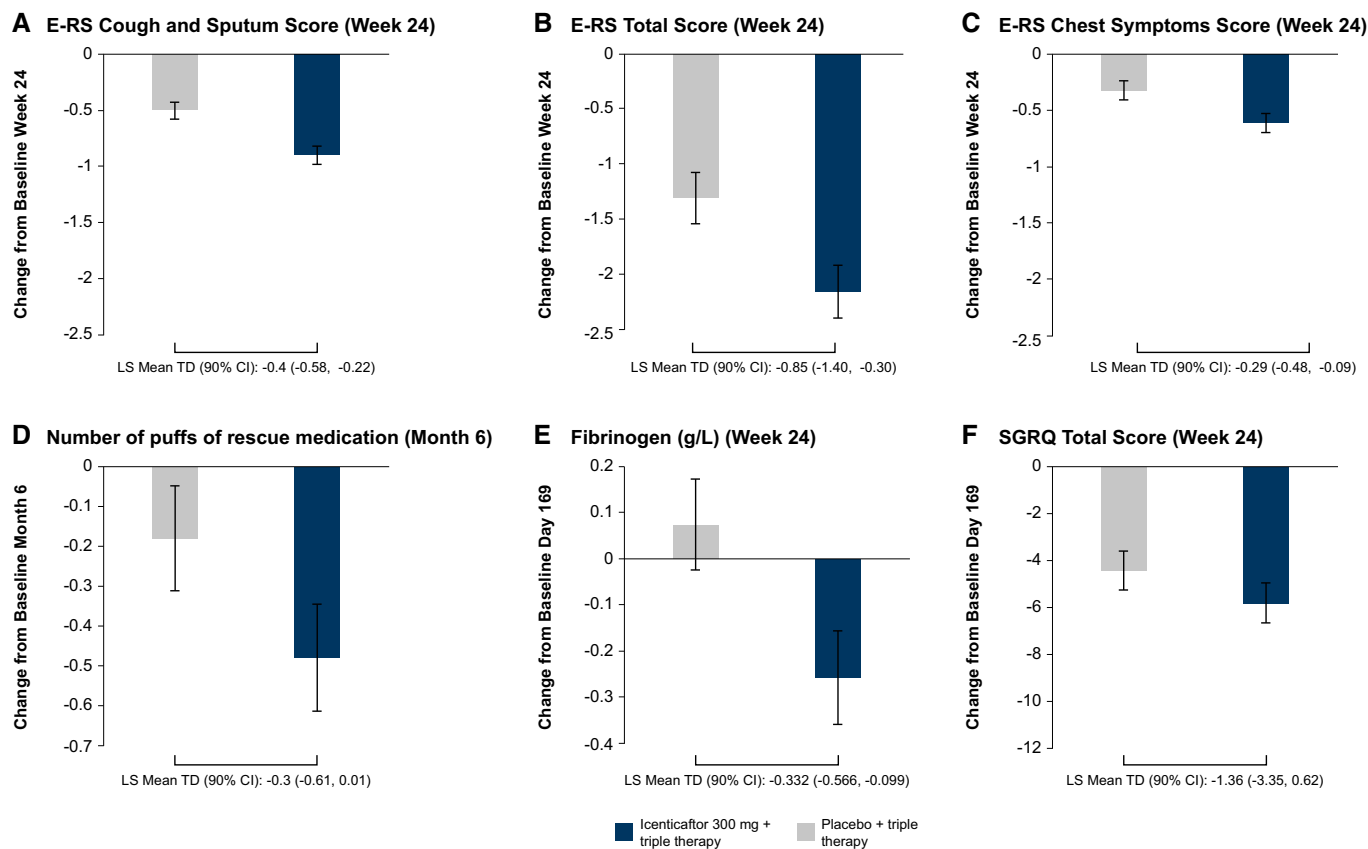 A E-RS Cough and Sputum Score (Week 24)
Change from Baseline Week 24
0
-0.5
-1
-1.5
-2
-2.5
LS Mean TD (90% CI): -0.4 (-0.58, -0.22)
B E-RS Total Score (Week 24)
Change from Baseline Week 24
0
-0.5
-1
-1.5
-2
-2.5
LS Mean TD (90% CI): -0.85 (-1.40, -0.30)
C E-RS Chest Symptoms Score (Week 24)
Change from Baseline Week 24
0
-0.5
-1
-1.5
-2
-2.5
LS Mean TD (90% CI): -0.29 (-0.48, -0.09)
D Number of puffs of rescue medication (Month 6)
Change from Baseline Month 6
0
-0.1
-0.2
-0.3
-0.4
-0.5
-0.6
-0.7
LS Mean TD (90% CI): -0.3 (-0.61, 0.01)
E Fibrinogen (g/L) (Week 24)
Change from Baseline Day 169
0.2
0.1
0
-0.1
-0.2
-0.3
-0.4
LS Mean TD (90% CI): -0.332 (-0.566, -0.099)
F SGRQ Total Score (Week 24)
Change from Baseline Day 169
0
-2
-4
-6
-8
-10
-12
LS Mean TD (90% CI): -1.36 (-3.35, 0.62)
Icenticaftor 300 mg +
triple therapy
Placebo + triple
therapy